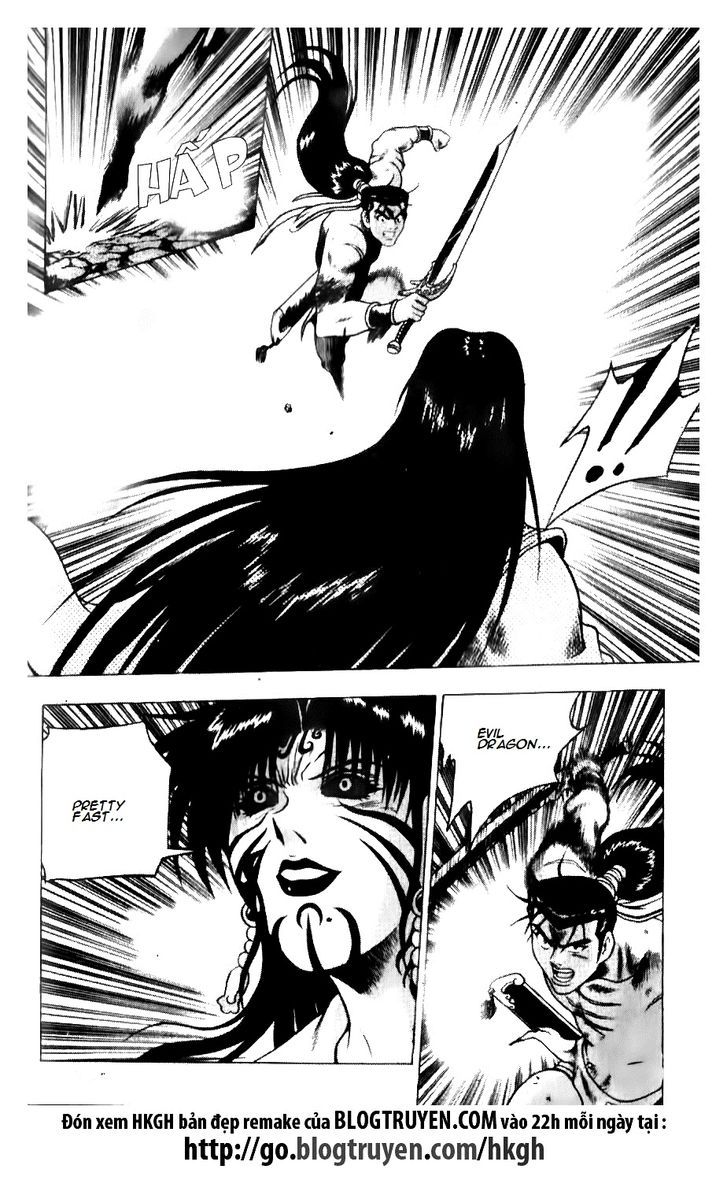 HẤP
!!
PRETTY
FAST...
EVIL
DRAGON...
Đón xem HKGH bản đẹp remake của BLOGTRUYEN.COM vào 22h mỗi ngày tại :
http://go.blogtruyen.com/hkgh